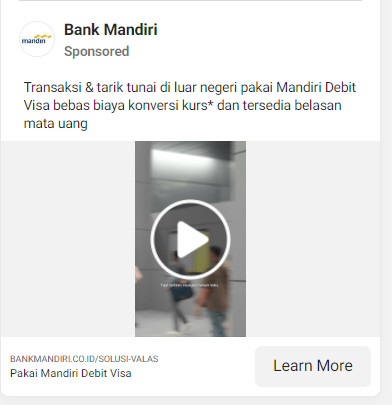 mandiri
Bank Mandiri
Sponsored
Transaksi & tarik tunai di luar negeri pakai Mandiri Debit
Visa bebas biaya konversi kurs* dan tersedia belasan
mata uang
BANKMANDIRI.CO.ID/SOLUSI-VALAS
Pakai Mandiri Debit Visa
Learn More